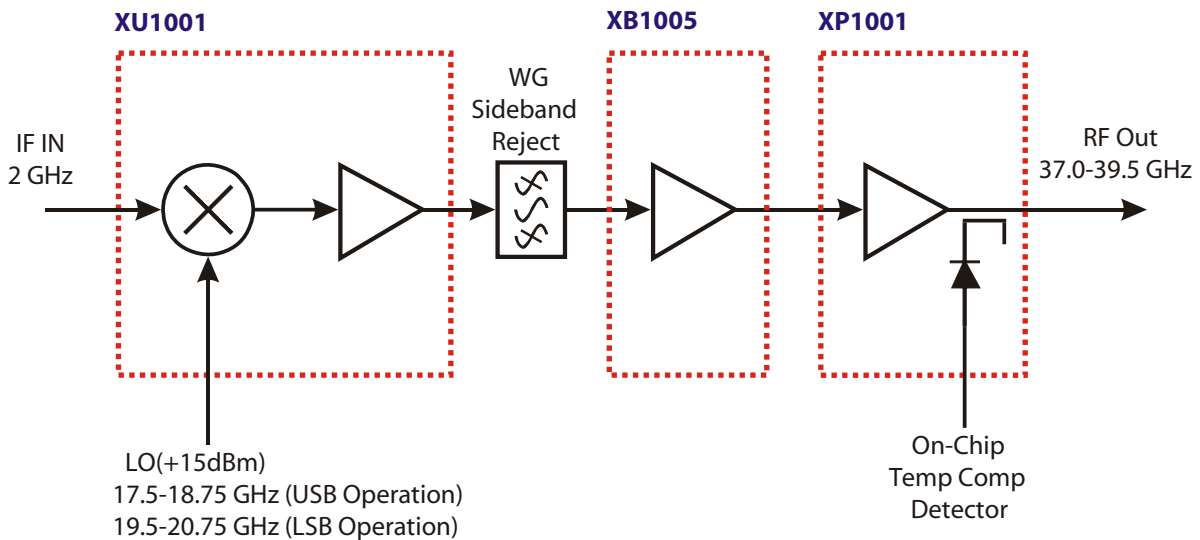 XU1001
XB1005
XP1001
WG
Sideband
Reject
IF IN
2 GHz
RF Out
37.0-39.5 GHz
LO(+15dBm)
17.5-18.75 GHz (USB Operation)
19.5-20.75 GHz (LSB Operation)
On-Chip
Temp Comp
Detector